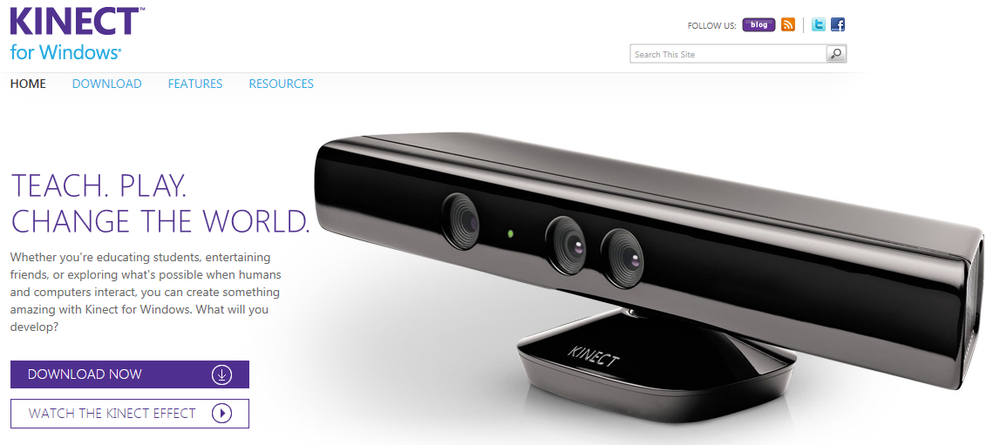 KINECT™
for Windows®
FOLLOW US: blog
Search This Site
HOME DOWNLOAD FEATURES RESOURCES
TEACH. PLAY.
CHANGE THE WORLD.
Whether you're educating students, entertaining
friends, or exploring what's possible when humans
and computers interact, you can create something
amazing with Kinect for Windows. What will you
develop?
KINECT
DOWNLOAD NOW
WATCH THE KINECT EFFECT